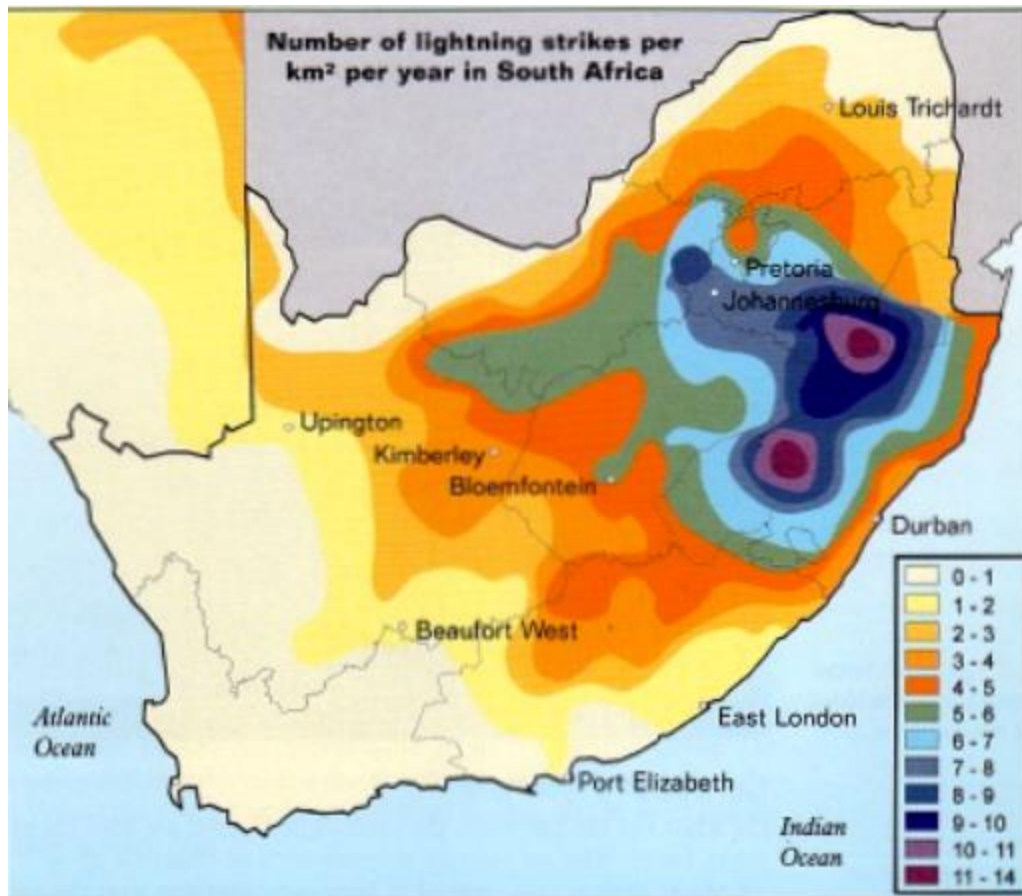 Number of lightning strikes per
km² per year in South Africa
Louis Trichardt
Pretoria
Johannesburg
Upington
Kimberley
Bloemfontein
Durban
Beaufort West
East London
Port Elizabeth
Atlantic
Ocean
Indian
Ocean
0 - 1
1 - 2
2 - 3
3 - 4
4 - 5
5 - 6
6 - 7
7 - 8
8 - 9
9 - 10
10 - 11
11 - 14